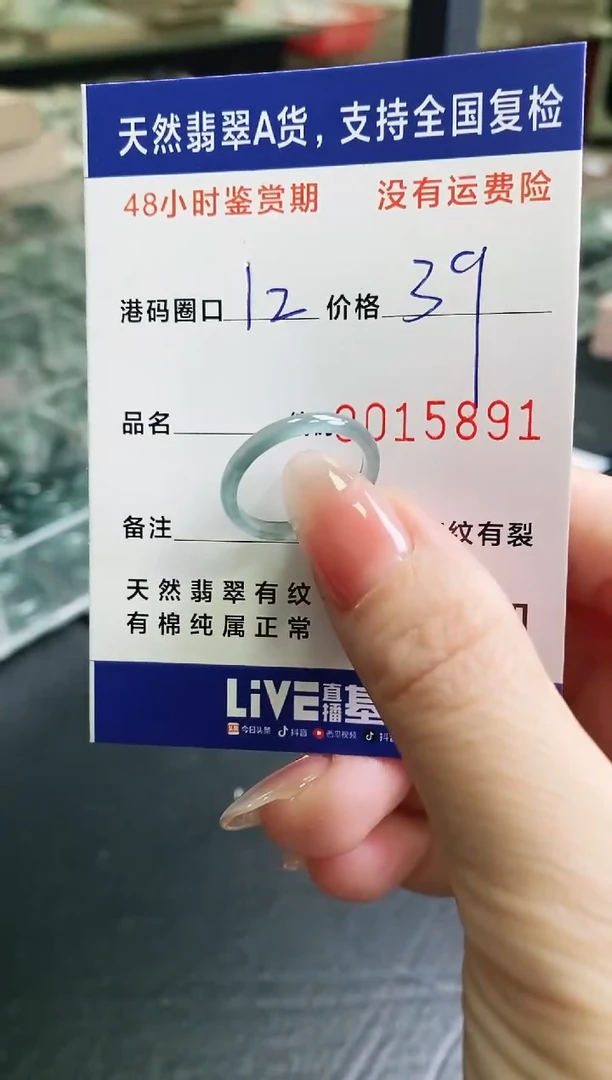 天然翡翠A货，支持全国复检
48小时鉴赏期 没有运费险
港码圈口 12 价格 39
品名 0015891
备注 纹有裂
天然翡翠有纹
有棉纯属正常
LiVE直播基
今日头条 抖音 西瓜视频 抖